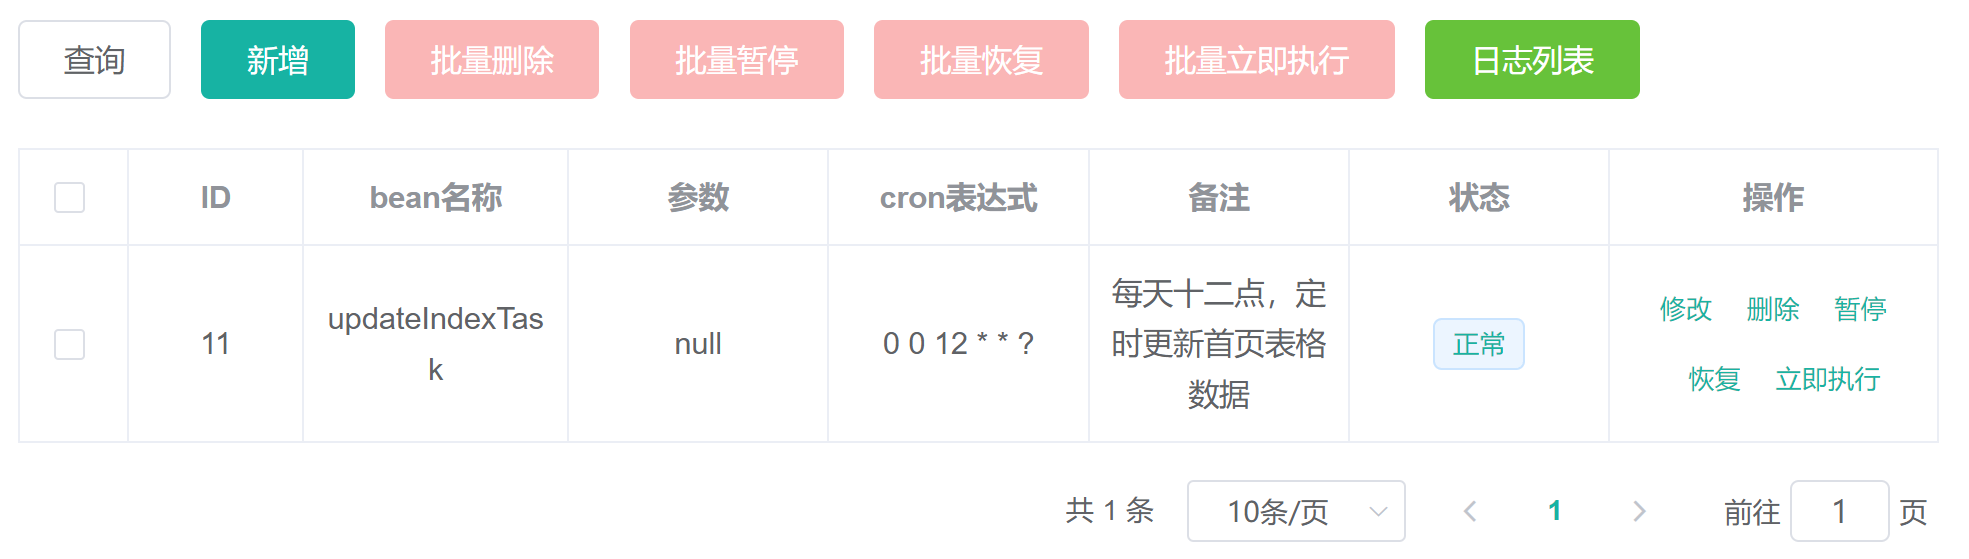 查询 新增 批量删除 批量暂停 批量恢复 批量立即执行 日志列表
ID bean名称 参数 cron表达式 备注 状态 操作
11 updateIndexTas
k null 0 0 12 * * ? 每天十二点，定
时更新首页表格
数据 正常 修改 删除 暂停
恢复 立即执行
共 1 条 10条/页 1 前往 1 页